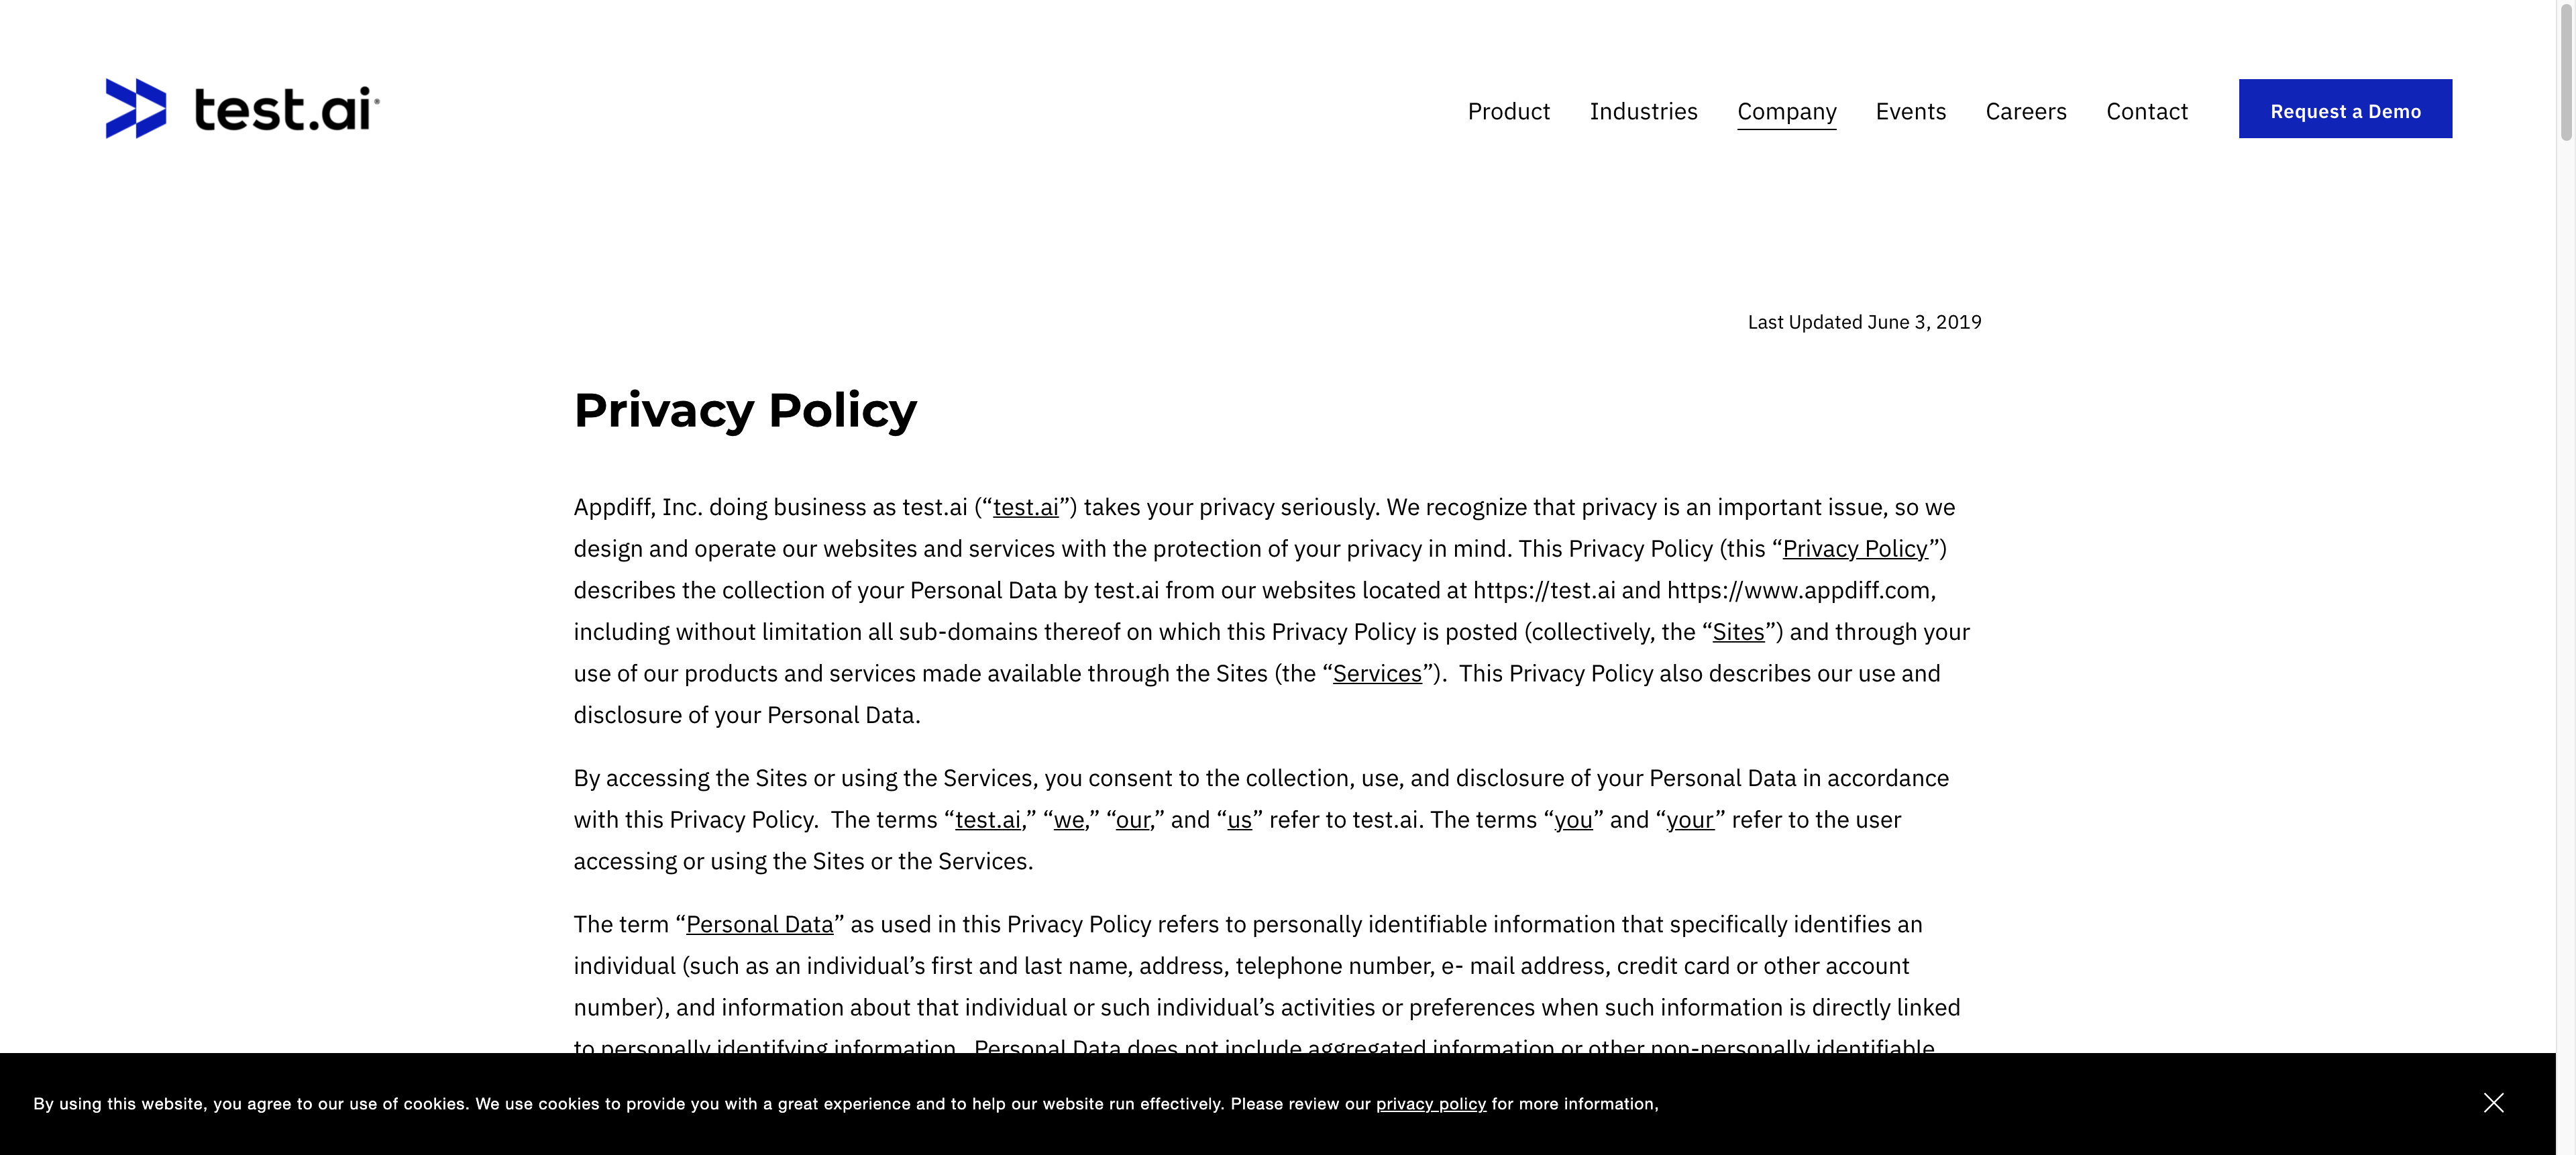 test.ai
Product Industries Company Events Careers Contact Request a Demo
Last Updated June 3, 2019
Privacy Policy
Appdiff, Inc. doing business as test.ai (“test.ai”) takes your privacy seriously. We recognize that privacy is an important issue, so we
design and operate our websites and services with the protection of your privacy in mind. This Privacy Policy (this “Privacy Policy”)
describes the collection of your Personal Data by test.ai from our websites located at https://test.ai and https://www.appdiff.com,
including without limitation all sub-domains thereof on which this Privacy Policy is posted (collectively, the “Sites”) and through your
use of our products and services made available through the Sites (the “Services”).  This Privacy Policy also describes our use and
disclosure of your Personal Data.
By accessing the Sites or using the Services, you consent to the collection, use, and disclosure of your Personal Data in accordance
with this Privacy Policy.  The terms “test.ai,” “we,” “our,” and “us” refer to test.ai. The terms “you” and “your” refer to the user
accessing or using the Sites or the Services.
The term “Personal Data” as used in this Privacy Policy refers to personally identifiable information that specifically identifies an
individual (such as an individual’s first and last name, address, telephone number, e- mail address, credit card or other account
number), and information about that individual or such individual’s activities or preferences when such information is directly linked
to personally identifying information.  Personal Data does not include aggregated information or other non-personally identifiable
By using this website, you agree to our use of cookies. We use cookies to provide you with a great experience and to help our website run effectively. Please review our privacy policy for more information,